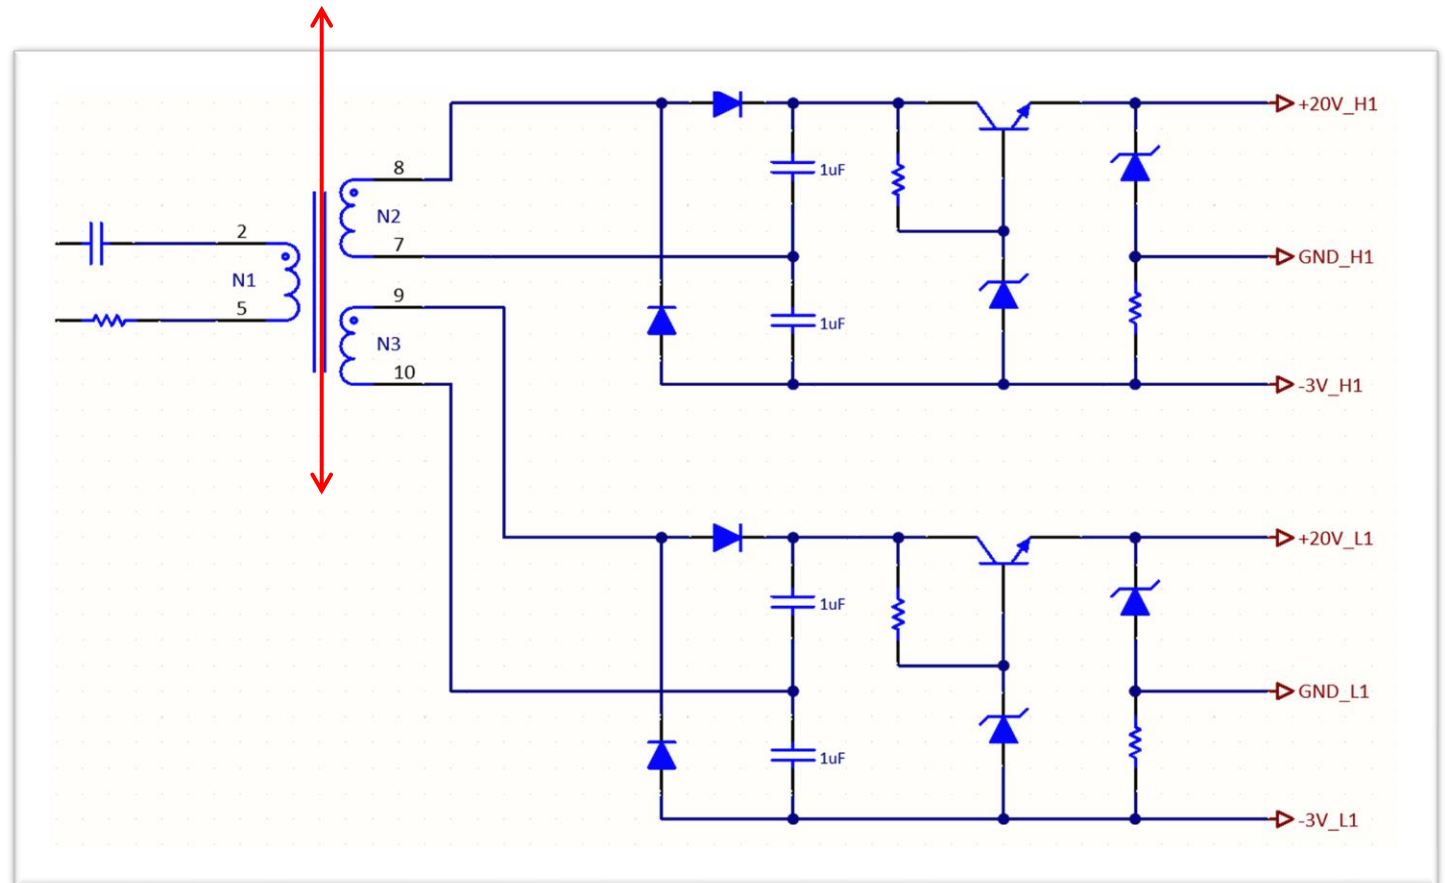 +20V_H1
8
1uF
N2
2
7
GND_H1
N1
9
5
1uF
N3
10
-3V_H1
+20V_L1
1uF
GND_L1
1uF
-3V_L1